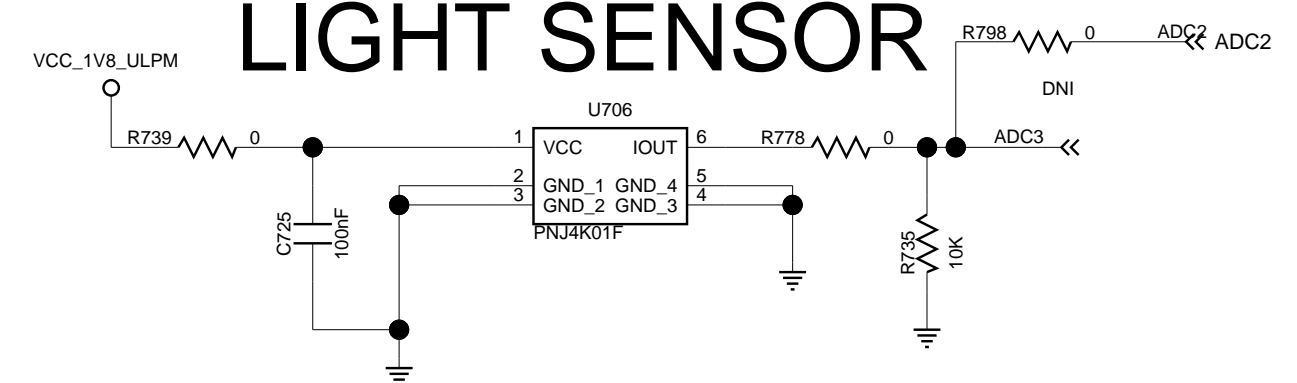 LIGHT SENSOR
R798 0 ADC2 ADC2
VCC_1V8_ULPM
DNI
U706
R739 0 1 VCC IOUT 6 R778 0 ADC3
2 GND_1 GND_4 5
3 GND_2 GND_3 4
PNJ4K01F
C725
100nF
R735
10K